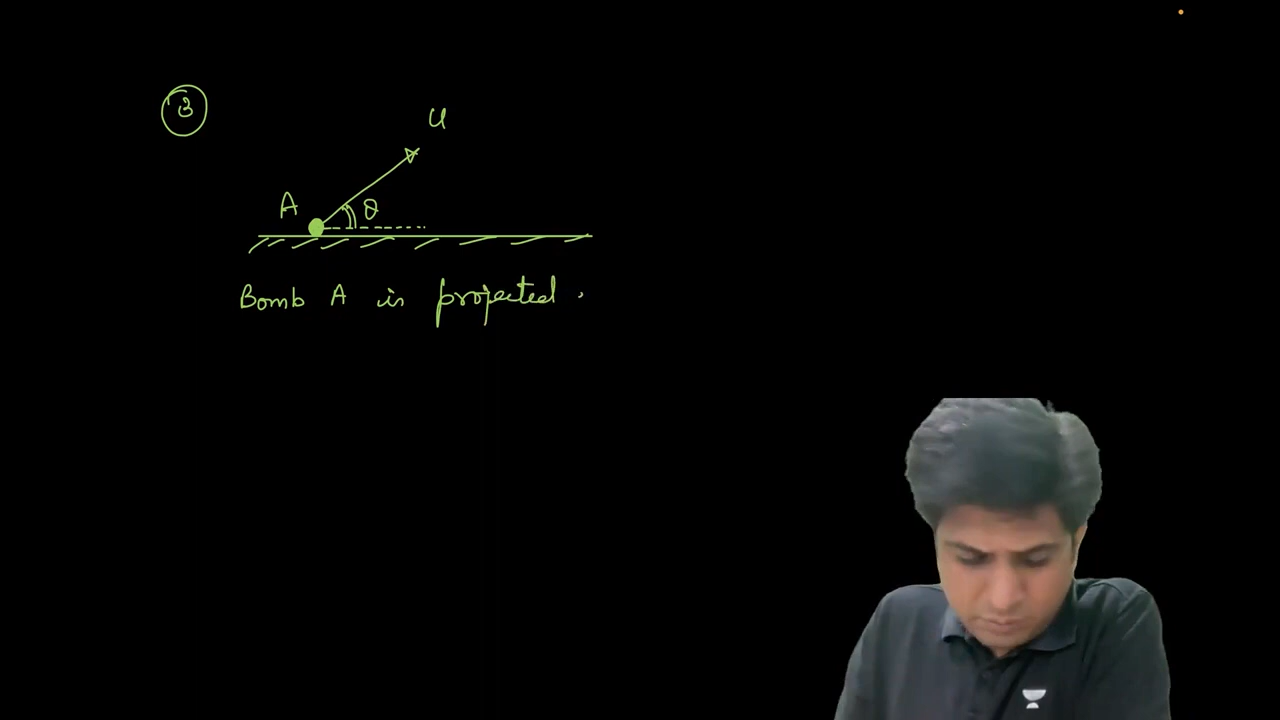 3
u
A θ
Bomb A is projected.